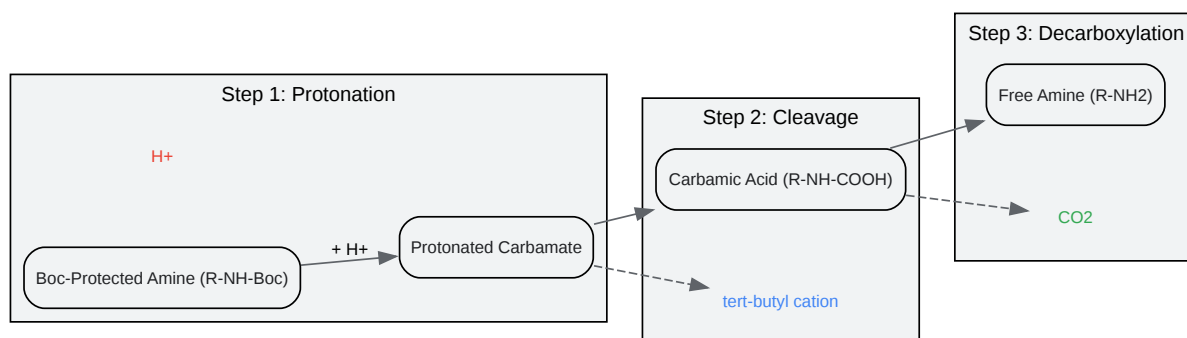 Step 1: Protonation
H+
Boc-Protected Amine (R-NH-Boc)
+ H+
Protonated Carbamate
Step 2: Cleavage
Carbamic Acid (R-NH-COOH)
tert-butyl cation
Step 3: Decarboxylation
Free Amine (R-NH2)
CO2